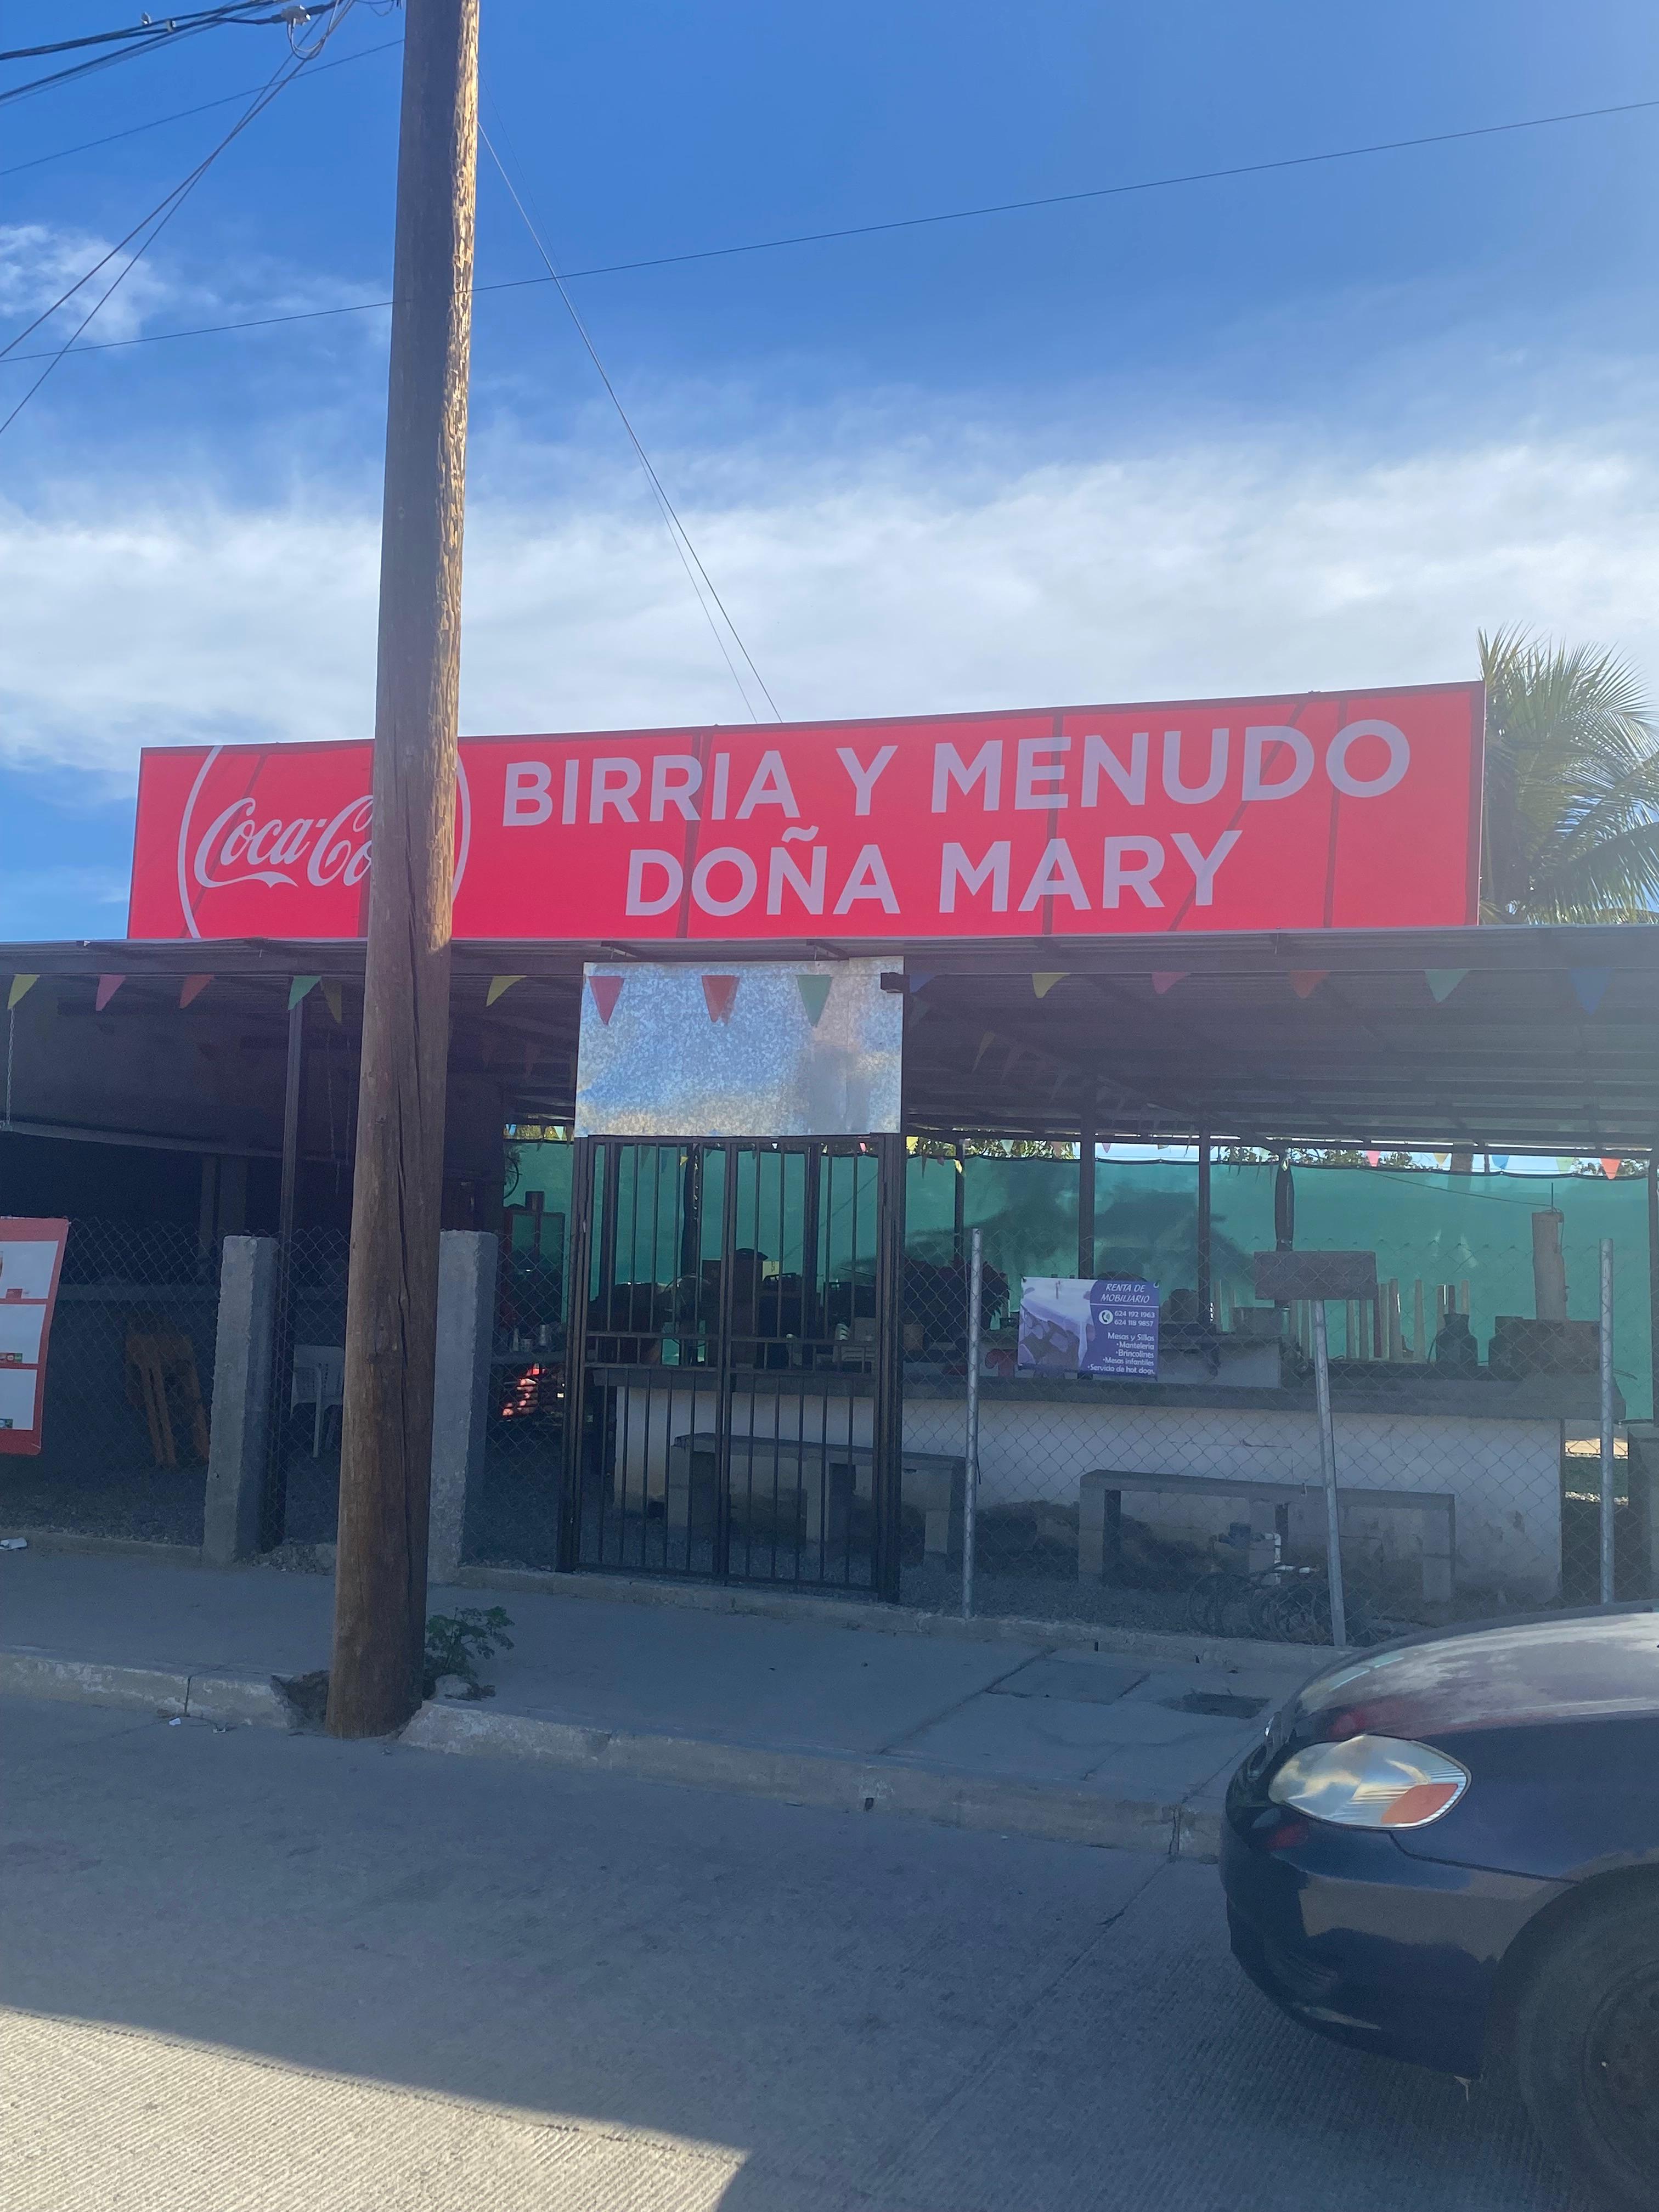 Coca-Co
BIRRIA Y MENUDO
DOÑA MARY
RENTA DE
MOBILIARIO
624 192 1963
624 118 9857
Mesas y Sillas
•Mantelería
•Brincolines
•Mesas infantiles
•Servicio de hot dogs